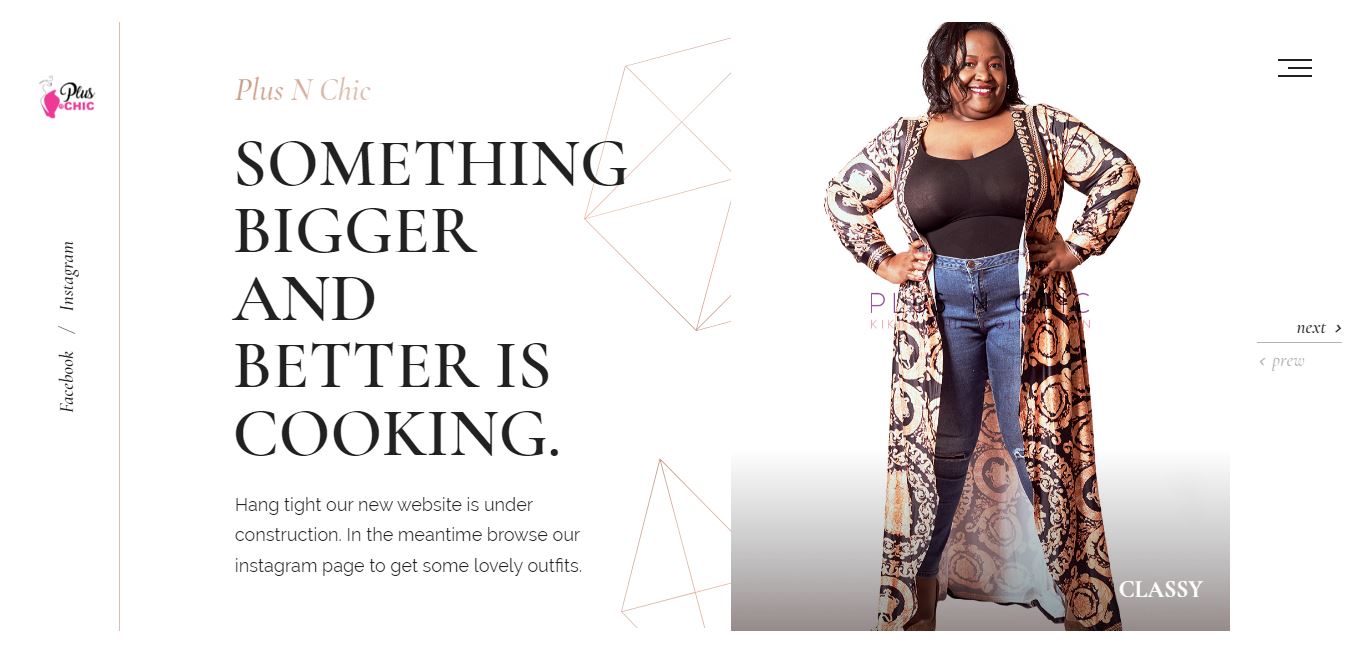 Plus
CHIC
Facebook / Instagram
Plus N Chic
SOMETHING
BIGGER
AND
BETTER IS
COOKING.
Hang tight our new website is under
construction. In the meantime browse our
instagram page to get some lovely outfits.
CLASSY
next
prew